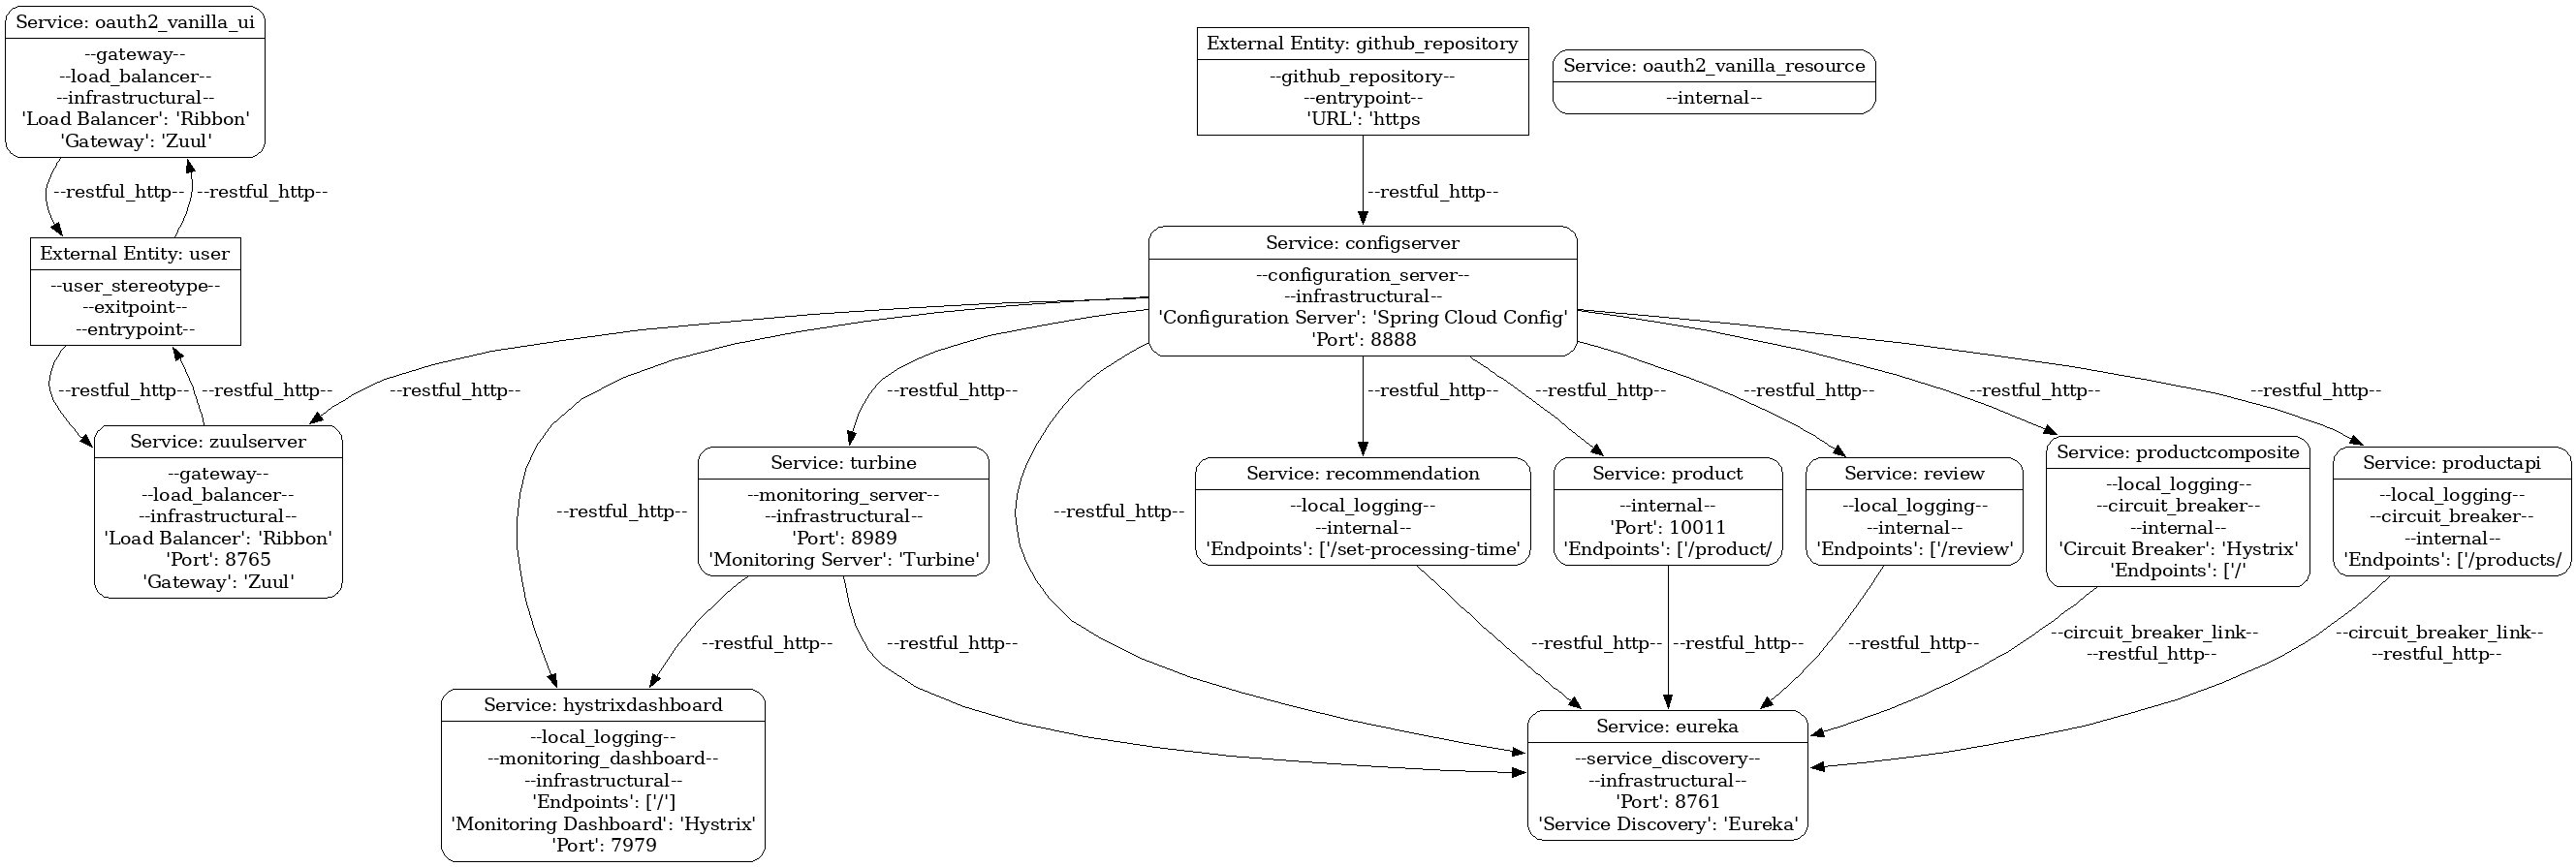 Service: oauth2_vanilla_ui
--gateway--
--load_balancer--
--infrastructural--
'Load Balancer': 'Ribbon'
'Gateway': 'Zuul'
External Entity: github_repository
--github_repository--
--entrypoint--
'URL': 'https
Service: oauth2_vanilla_resource
--internal--
--restful_http--
--restful_http--
--restful_http--
External Entity: user
--user_stereotype--
--exitpoint--
--entrypoint--
Service: configserver
--configuration_server--
--infrastructural--
'Configuration Server': 'Spring Cloud Config'
'Port': 8888
--restful_http--
--restful_http--
--restful_http--
--restful_http--
--restful_http--
--restful_http--
--restful_http--
--restful_http--
--restful_http--
Service: zuulserver
--gateway--
--load_balancer--
--infrastructural--
'Load Balancer': 'Ribbon'
'Port': 8765
'Gateway': 'Zuul'
--restful_http--
Service: turbine
--monitoring_server--
--infrastructural--
'Port': 8989
'Monitoring Server': 'Turbine'
--restful_http--
Service: recommendation
--local_logging--
--internal--
'Endpoints': ['/set-processing-time'
Service: product
--internal--
'Port': 10011
'Endpoints': ['/product/
Service: review
--local_logging--
--internal--
'Endpoints': ['/review'
Service: productcomposite
--local_logging--
--circuit_breaker--
--internal--
'Circuit Breaker': 'Hystrix'
'Endpoints': ['/'
Service: productapi
--local_logging--
--circuit_breaker--
--internal--
'Endpoints': ['/products/
--restful_http--
--restful_http--
--restful_http--
--restful_http--
--restful_http--
--circuit_breaker_link--
--restful_http--
--circuit_breaker_link--
--restful_http--
Service: hystrixdashboard
--local_logging--
--monitoring_dashboard--
--infrastructural--
'Endpoints': ['/']
'Monitoring Dashboard': 'Hystrix'
'Port': 7979
Service: eureka
--service_discovery--
--infrastructural--
'Port': 8761
'Service Discovery': 'Eureka'